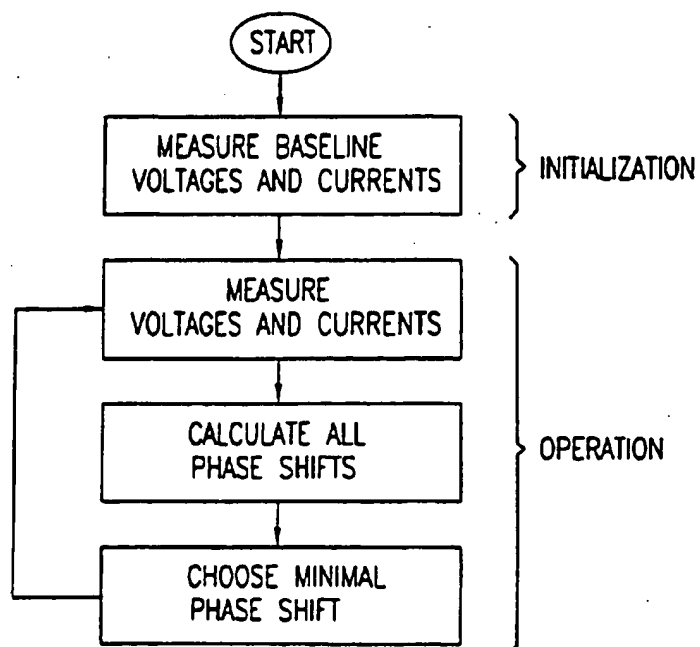 START
MEASURE BASELINE
VOLTAGES AND CURRENTS
INITIALIZATION
MEASURE
VOLTAGES AND CURRENTS
CALCULATE ALL
PHASE SHIFTS
OPERATION
CHOOSE MINIMAL
PHASE SHIFT